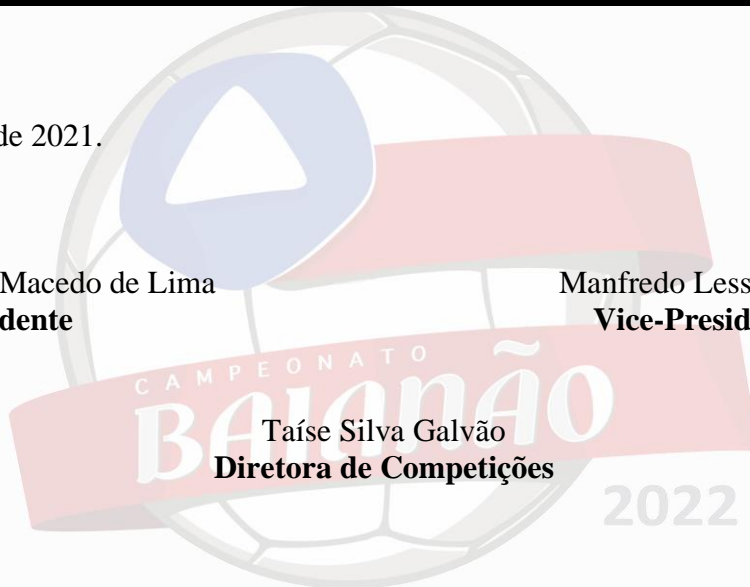 de 2021.
Macedo de Lima
Manfredo Less
dente
Vice-Presid
CAMPEONATO
BAIANÃO
Taíse Silva Galvão
Diretora de Competições
2022